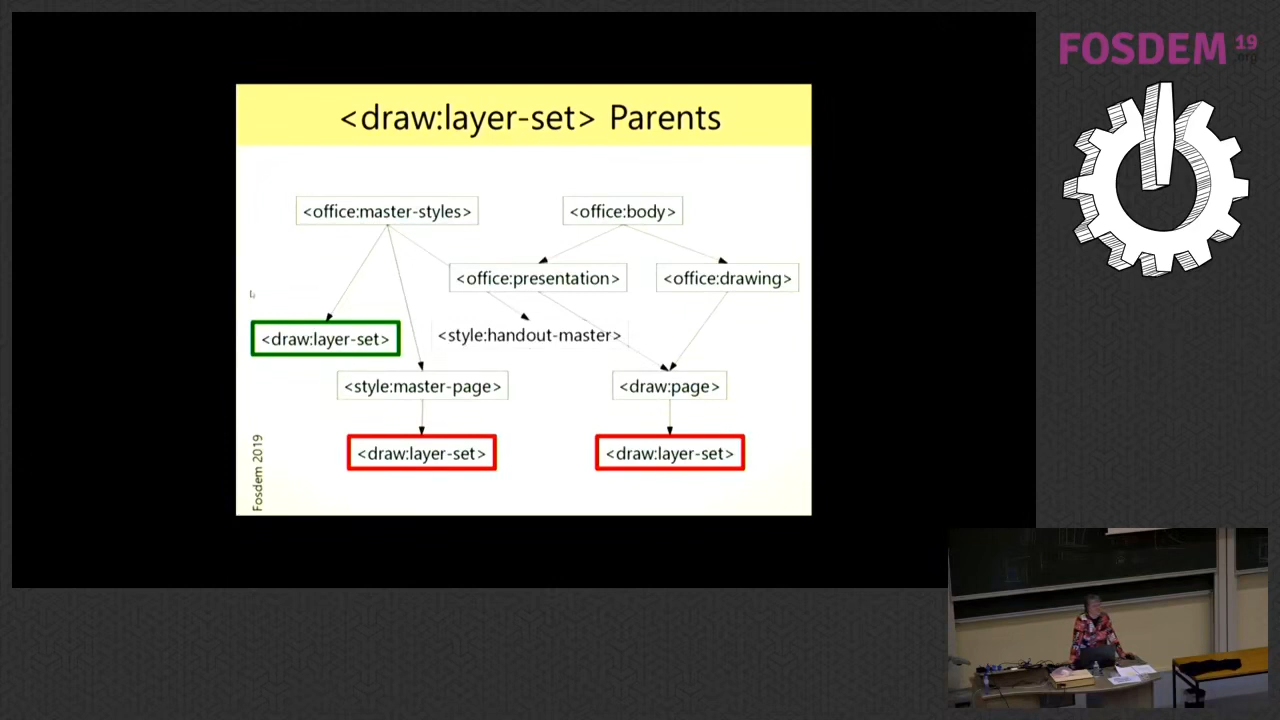 FOSDEM 19
.org
<draw:layer-set> Parents
<office:master-styles>
<office:body>
<office:presentation>
<office:drawing>
<draw:layer-set>
<style:handout-master>
<style:master-page>
<draw:page>
<draw:layer-set>
<draw:layer-set>
Fosdem 2019